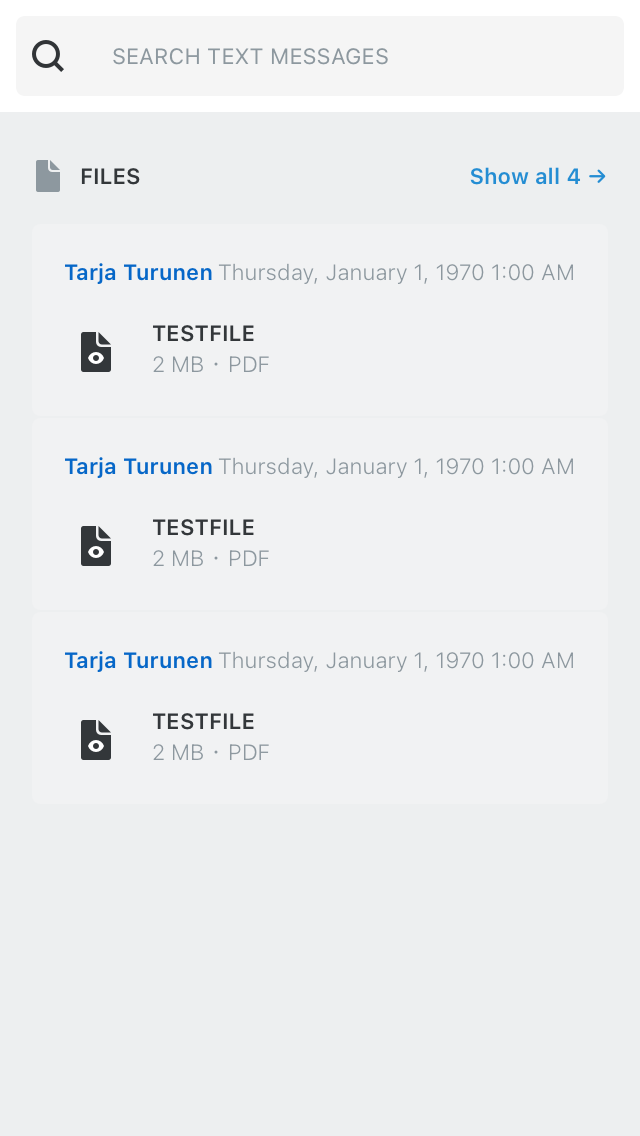 SEARCH TEXT MESSAGES
FILES
Show all 4 →
Tarja Turunen Thursday, January 1, 1970 1:00 AM
TESTFILE
2 MB · PDF
Tarja Turunen Thursday, January 1, 1970 1:00 AM
TESTFILE
2 MB · PDF
Tarja Turunen Thursday, January 1, 1970 1:00 AM
TESTFILE
2 MB · PDF